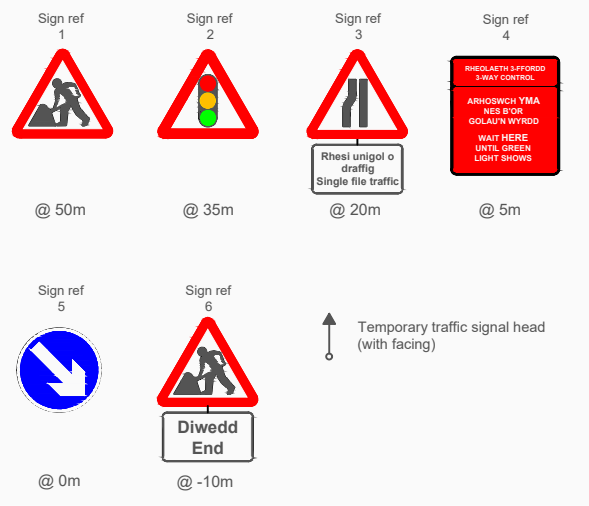 Sign ref
1
Sign ref
2
Sign ref
3
Sign ref
4
RHEOLAETH 3-FFORDD
3-WAY CONTROL
ARHOSWCH YMA
NES B'OR
GOLAU'N WYRDD
WAIT HERE
UNTIL GREEN
LIGHT SHOWS
Rhesi unigol o
draffig
Single file traffic
@ 50m
@ 35m
@ 20m
@ 5m
Sign ref
5
Sign ref
6
Temporary traffic signal head
(with facing)
Diwedd
End
@ 0m
@ -10m